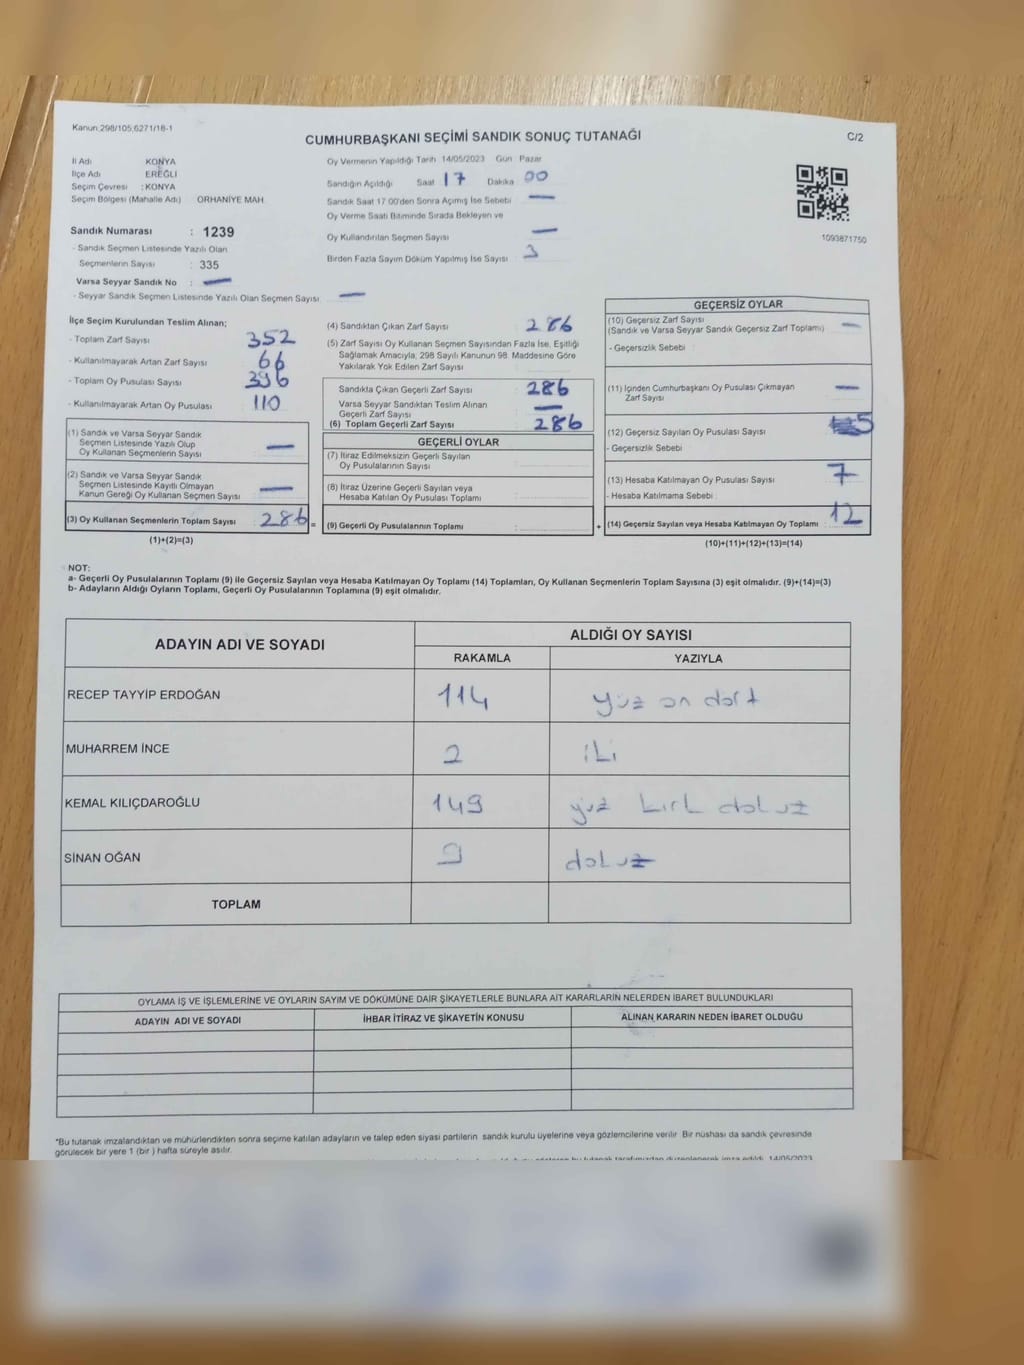 Kanun:298/105,6271/18-1
CUMHURBAŞKANI SEÇİMİ SANDIK SONUÇ TUTANAĞI
C/2
İl Adı KONYA
İlçe Adı EREĞLİ
Seçim Çevresi : KONYA
Seçim Bölgesi (Mahalle Adı) ORHANİYE MAH.
Oy Vermenin Yapıldığı Tarih 14/05/2023 Gün Pazar
Sandığın Açıldığı Saat 17 Dakika 00
Sandık Saat 17:00'den Sonra Açılmış İse Sebebi —
Oy Verme Saati Bitiminde Sırada Bekleyen ve
Oy Kullandırılan Seçmen Sayısı —
Birden Fazla Sayım Döküm Yapılmış İse Sayısı 3
1093871750
Sandık Numarası : 1239
- Sandık Seçmen Listesinde Yazılı Olan
Seçmenlerin Sayısı : 335
Varsa Seyyar Sandık No : —
- Seyyar Sandık Seçmen Listesinde Yazılı Olan Seçmen Sayısı —
İlçe Seçim Kurulundan Teslim Alınan;
- Toplam Zarf Sayısı 352
- Kullanılmayarak Artan Zarf Sayısı 66
- Toplam Oy Pusulası Sayısı 396
- Kullanılmayarak Artan Oy Pusulası 110
(1) Sandık ve Varsa Seyyar Sandık
Seçmen Listesinde Yazılı Olup
Oy Kullanan Seçmenlerin Sayısı —
(2) Sandık ve Varsa Seyyar Sandık
Seçmen Listesinde Kayıtlı Olmayan
Kanun Gereği Oy Kullanan Seçmen Sayısı —
(3) Oy Kullanan Seçmenlerin Toplam Sayısı : 286 =
(1)+(2)=(3)
(4) Sandıktan Çıkan Zarf Sayısı 286
(5) Zarf Sayısı Oy Kullanan Seçmen Sayısından Fazla İse, Eşitliği
Sağlamak Amacıyla, 298 Sayılı Kanunun 98. Maddesine Göre
Yakılarak Yok Edilen Zarf Sayısı
Sandıkta Çıkan Geçerli Zarf Sayısı : 286
Varsa Seyyar Sandıktan Teslim Alınan
Geçerli Zarf Sayısı —
(6) Toplam Geçerli Zarf Sayısı : 286
GEÇERLİ OYLAR
(7) İtiraz Edilmeksizin Geçerli Sayılan
Oy Pusulalarının Sayısı
(8) İtiraz Üzerine Geçerli Sayılan veya
Hesaba Katılan Oy Pusulası Toplamı
(9) Geçerli Oy Pusulalarının Toplamı : +
GEÇERSİZ OYLAR
(10) Geçersiz Zarf Sayısı
(Sandık ve Varsa Seyyar Sandık Geçersiz Zarf Toplamı) —
- Geçersizlik Sebebi
(11) İçinden Cumhurbaşkanı Oy Pusulası Çıkmayan
Zarf Sayısı —
(12) Geçersiz Sayılan Oy Pusulası Sayısı 5
- Geçersizlik Sebebi
(13) Hesaba Katılmayan Oy Pusulası Sayısı 7
- Hesaba Katılmama Sebebi
(14) Geçersiz Sayılan veya Hesaba Katılmayan Oy Toplamı 12
(10)+(11)+(12)+(13)=(14)
NOT:
a- Geçerli Oy Pusulalarının Toplamı (9) ile Geçersiz Sayılan veya Hesaba Katılmayan Oy Toplamı (14) Toplamları, Oy Kullanan Seçmenlerin Toplam Sayısına (3) eşit olmalıdır. (9)+(14)=(3)
b- Adayların Aldığı Oyların Toplamı, Geçerli Oy Pusulalarının Toplamına (9) eşit olmalıdır.
ADAYIN ADI VE SOYADI
ALDIĞI OY SAYISI
RAKAMLA YAZIYLA
RECEP TAYYİP ERDOĞAN 114 yüz on dört
MUHARREM İNCE 2 iki
KEMAL KILIÇDAROĞLU 149 yüz kırk dokuz
SİNAN OĞAN 9 dokuz
TOPLAM
OYLAMA İŞ VE İŞLEMLERİNE VE OYLARIN SAYIM VE DÖKÜMÜNE DAİR ŞİKAYETLERLE BUNLARA AİT KARARLARIN NELERDEN İBARET BULUNDUKLARI
ADAYIN ADI VE SOYADI İHBAR İTİRAZ VE ŞİKAYETİN KONUSU ALINAN KARARIN NEDEN İBARET OLDUĞU
*Bu tutanak imzalandıktan ve mühürlendikten sonra seçime katılan adayların ve talep eden siyasi partilerin sandık kurulu üyelerine veya gözlemcilerine verilir. Bir nüshası da sandık çevresinde
görülecek bir yere 1 (bir) hafta süreyle asılır.